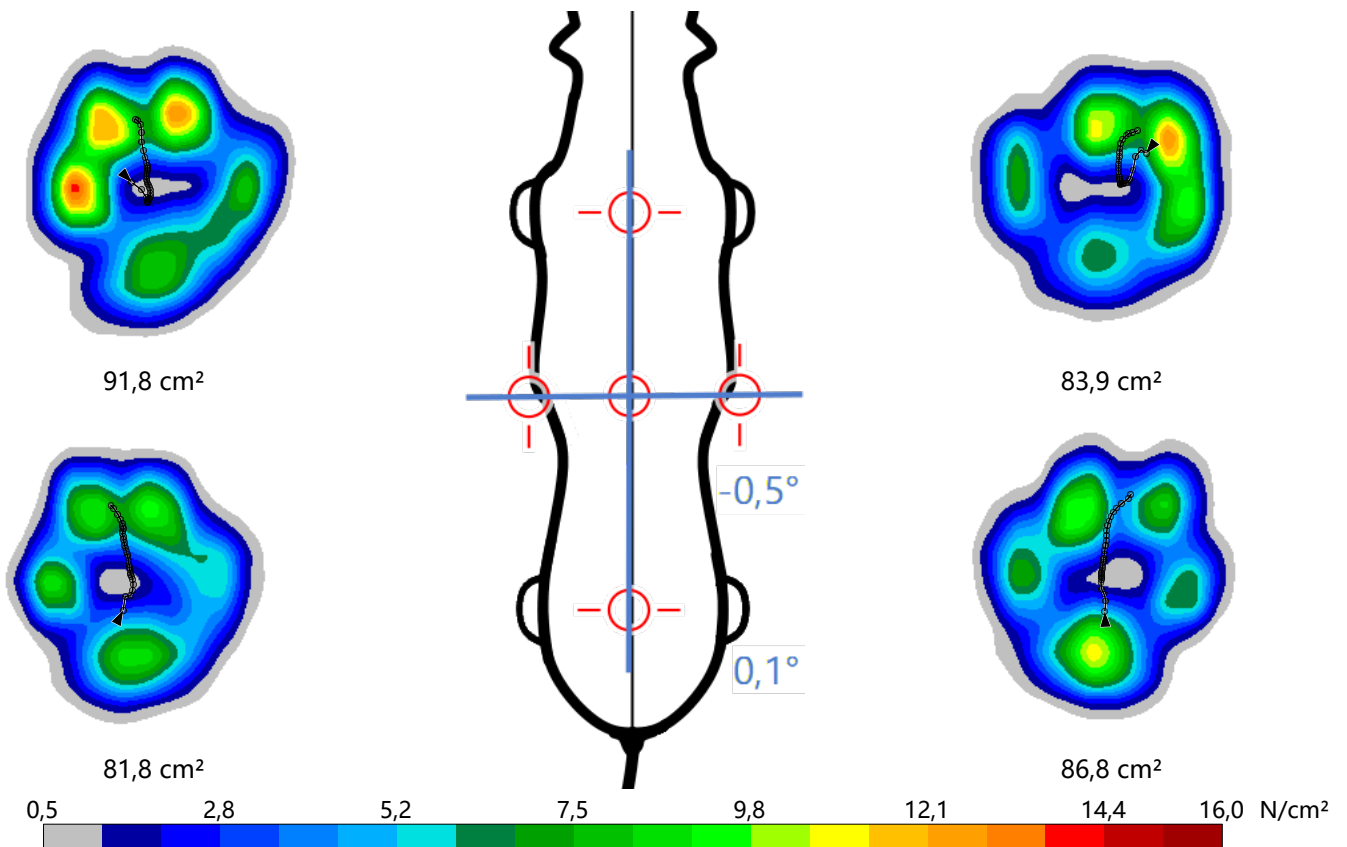 91,8 cm²
83,9 cm²
-0,5°
0,1°
81,8 cm²
86,8 cm²
0,5 2,8 5,2 7,5 9,8 12,1 14,4 16,0 N/cm²